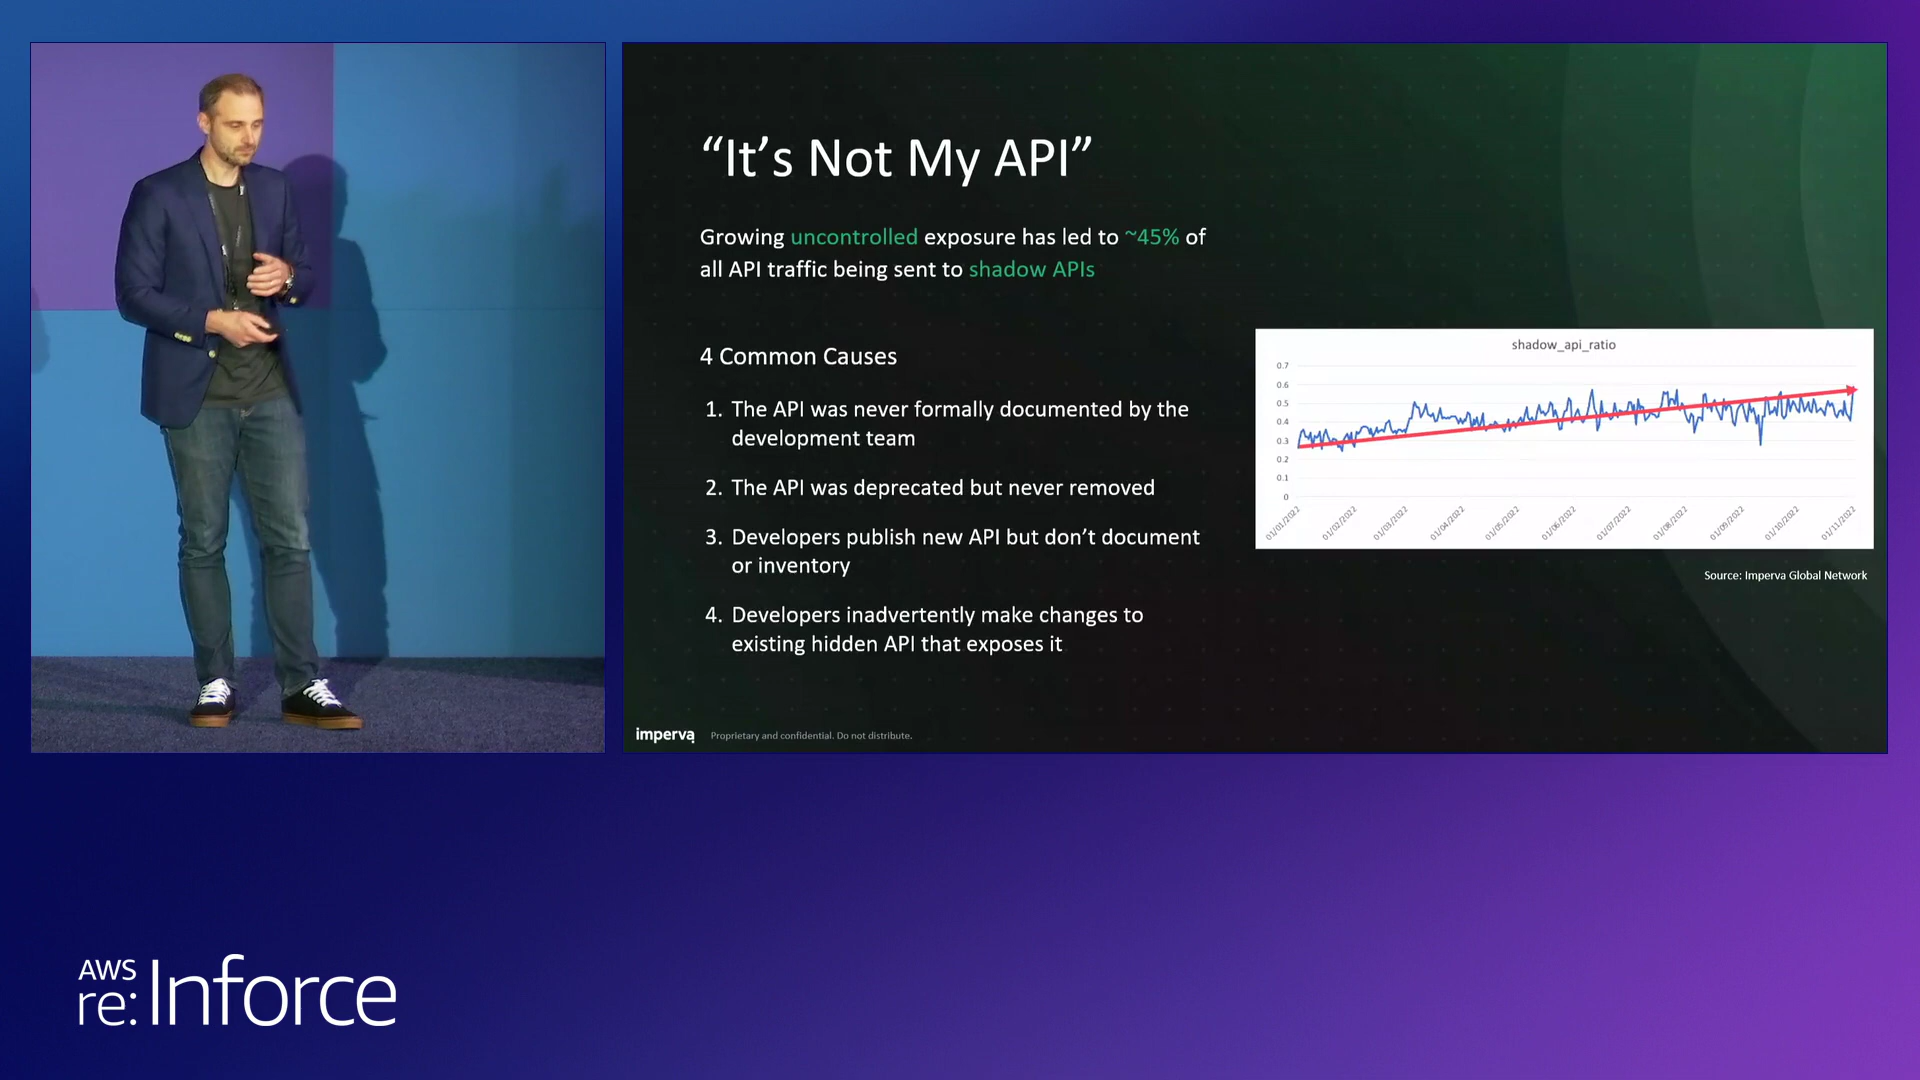 “It’s Not My API”
Growing uncontrolled exposure has led to ~45% of
all API traffic being sent to shadow APIs
4 Common Causes
1. The API was never formally documented by the
development team
2. The API was deprecated but never removed
3. Developers publish new API but don’t document
or inventory
4. Developers inadvertently make changes to
existing hidden API that exposes it
shadow_api_ratio
0.7
0.6
0.5
0.4
0.3
0.2
0.1
0
01/01/2022
01/02/2022
01/03/2022
01/04/2022
01/05/2022
01/06/2022
01/07/2022
01/08/2022
01/09/2022
01/10/2022
01/11/2022
Source: Imperva Global Network
imperva
Proprietary and confidential. Do not distribute.
AWS
re:Inforce